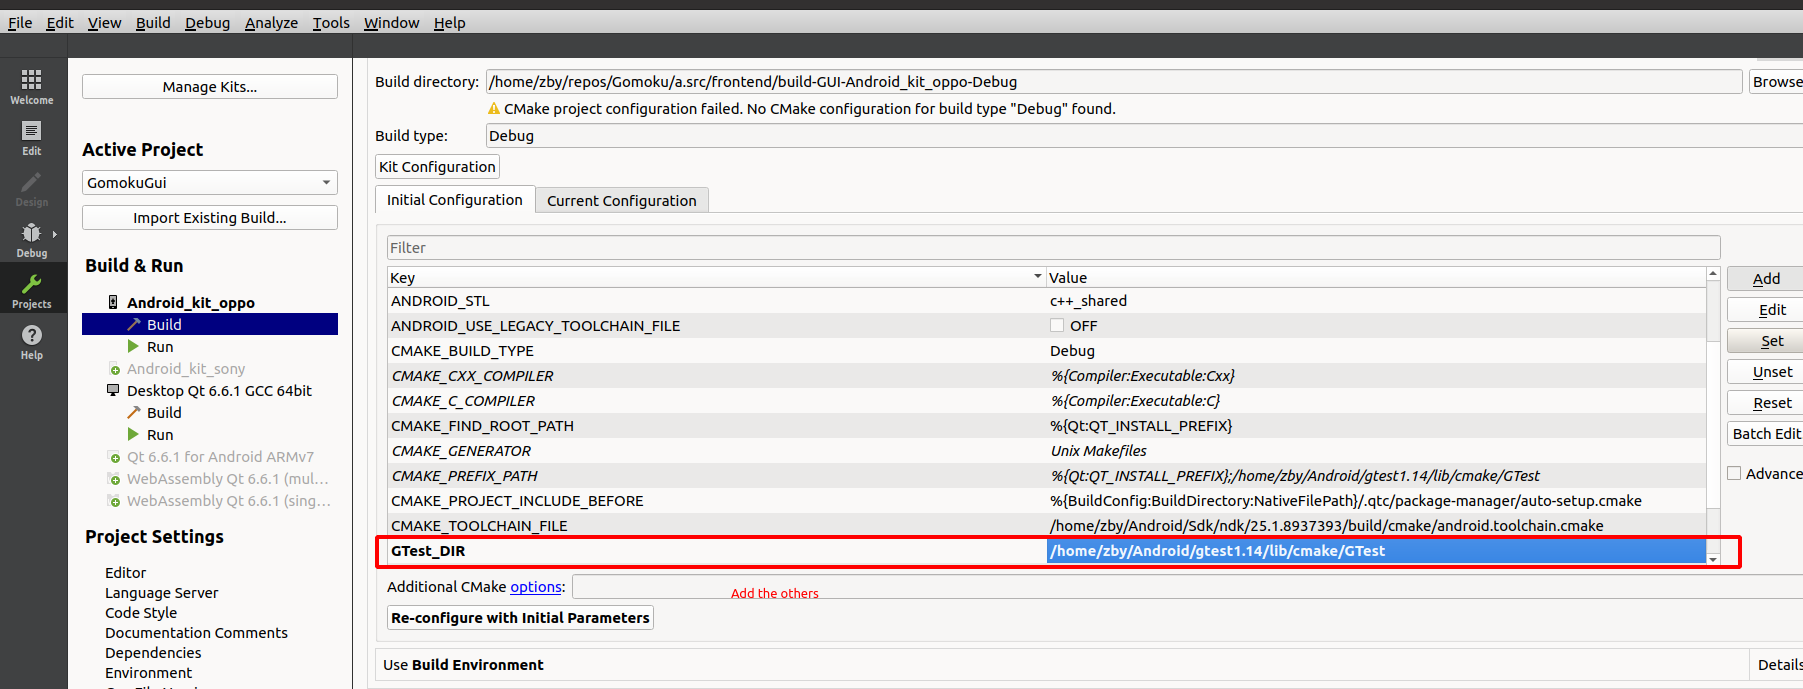 File Edit View Build Debug Analyze Tools Window Help
Welcome
Edit
Design
Debug
Projects
Help
Manage Kits...
Active Project
GomokuGui
Import Existing Build...
Build & Run
Android_kit_oppo
Build
Run
Android_kit_sony
Desktop Qt 6.6.1 GCC 64bit
Build
Run
Qt 6.6.1 for Android ARMv7
WebAssembly Qt 6.6.1 (mul...
WebAssembly Qt 6.6.1 (sing...
Project Settings
Editor
Language Server
Code Style
Documentation Comments
Dependencies
Environment
Build directory: /home/zby/repos/Gomoku/a.src/frontend/build-GUI-Android_kit_oppo-Debug Browse
CMake project configuration failed. No CMake configuration for build type "Debug" found.
Build type: Debug
Kit Configuration
Initial Configuration Current Configuration
Filter
Key Value
ANDROID_STL c++_shared
ANDROID_USE_LEGACY_TOOLCHAIN_FILE OFF
CMAKE_BUILD_TYPE Debug
CMAKE_CXX_COMPILER %{Compiler:Executable:Cxx}
CMAKE_C_COMPILER %{Compiler:Executable:C}
CMAKE_FIND_ROOT_PATH %{Qt:QT_INSTALL_PREFIX}
CMAKE_GENERATOR Unix Makefiles
CMAKE_PREFIX_PATH %{Qt:QT_INSTALL_PREFIX};/home/zby/Android/gtest1.14/lib/cmake/GTest
CMAKE_PROJECT_INCLUDE_BEFORE %{BuildConfig:BuildDirectory:NativeFilePath}/.qtc/package-manager/auto-setup.cmake
CMAKE_TOOLCHAIN_FILE /home/zby/Android/Sdk/ndk/25.1.8937393/build/cmake/android.toolchain.cmake
GTest_DIR /home/zby/Android/gtest1.14/lib/cmake/GTest
Add
Edit
Set
Unset
Reset
Batch Edit
Advance
Additional CMake options:
Add the others
Re-configure with Initial Parameters
Use Build Environment Details